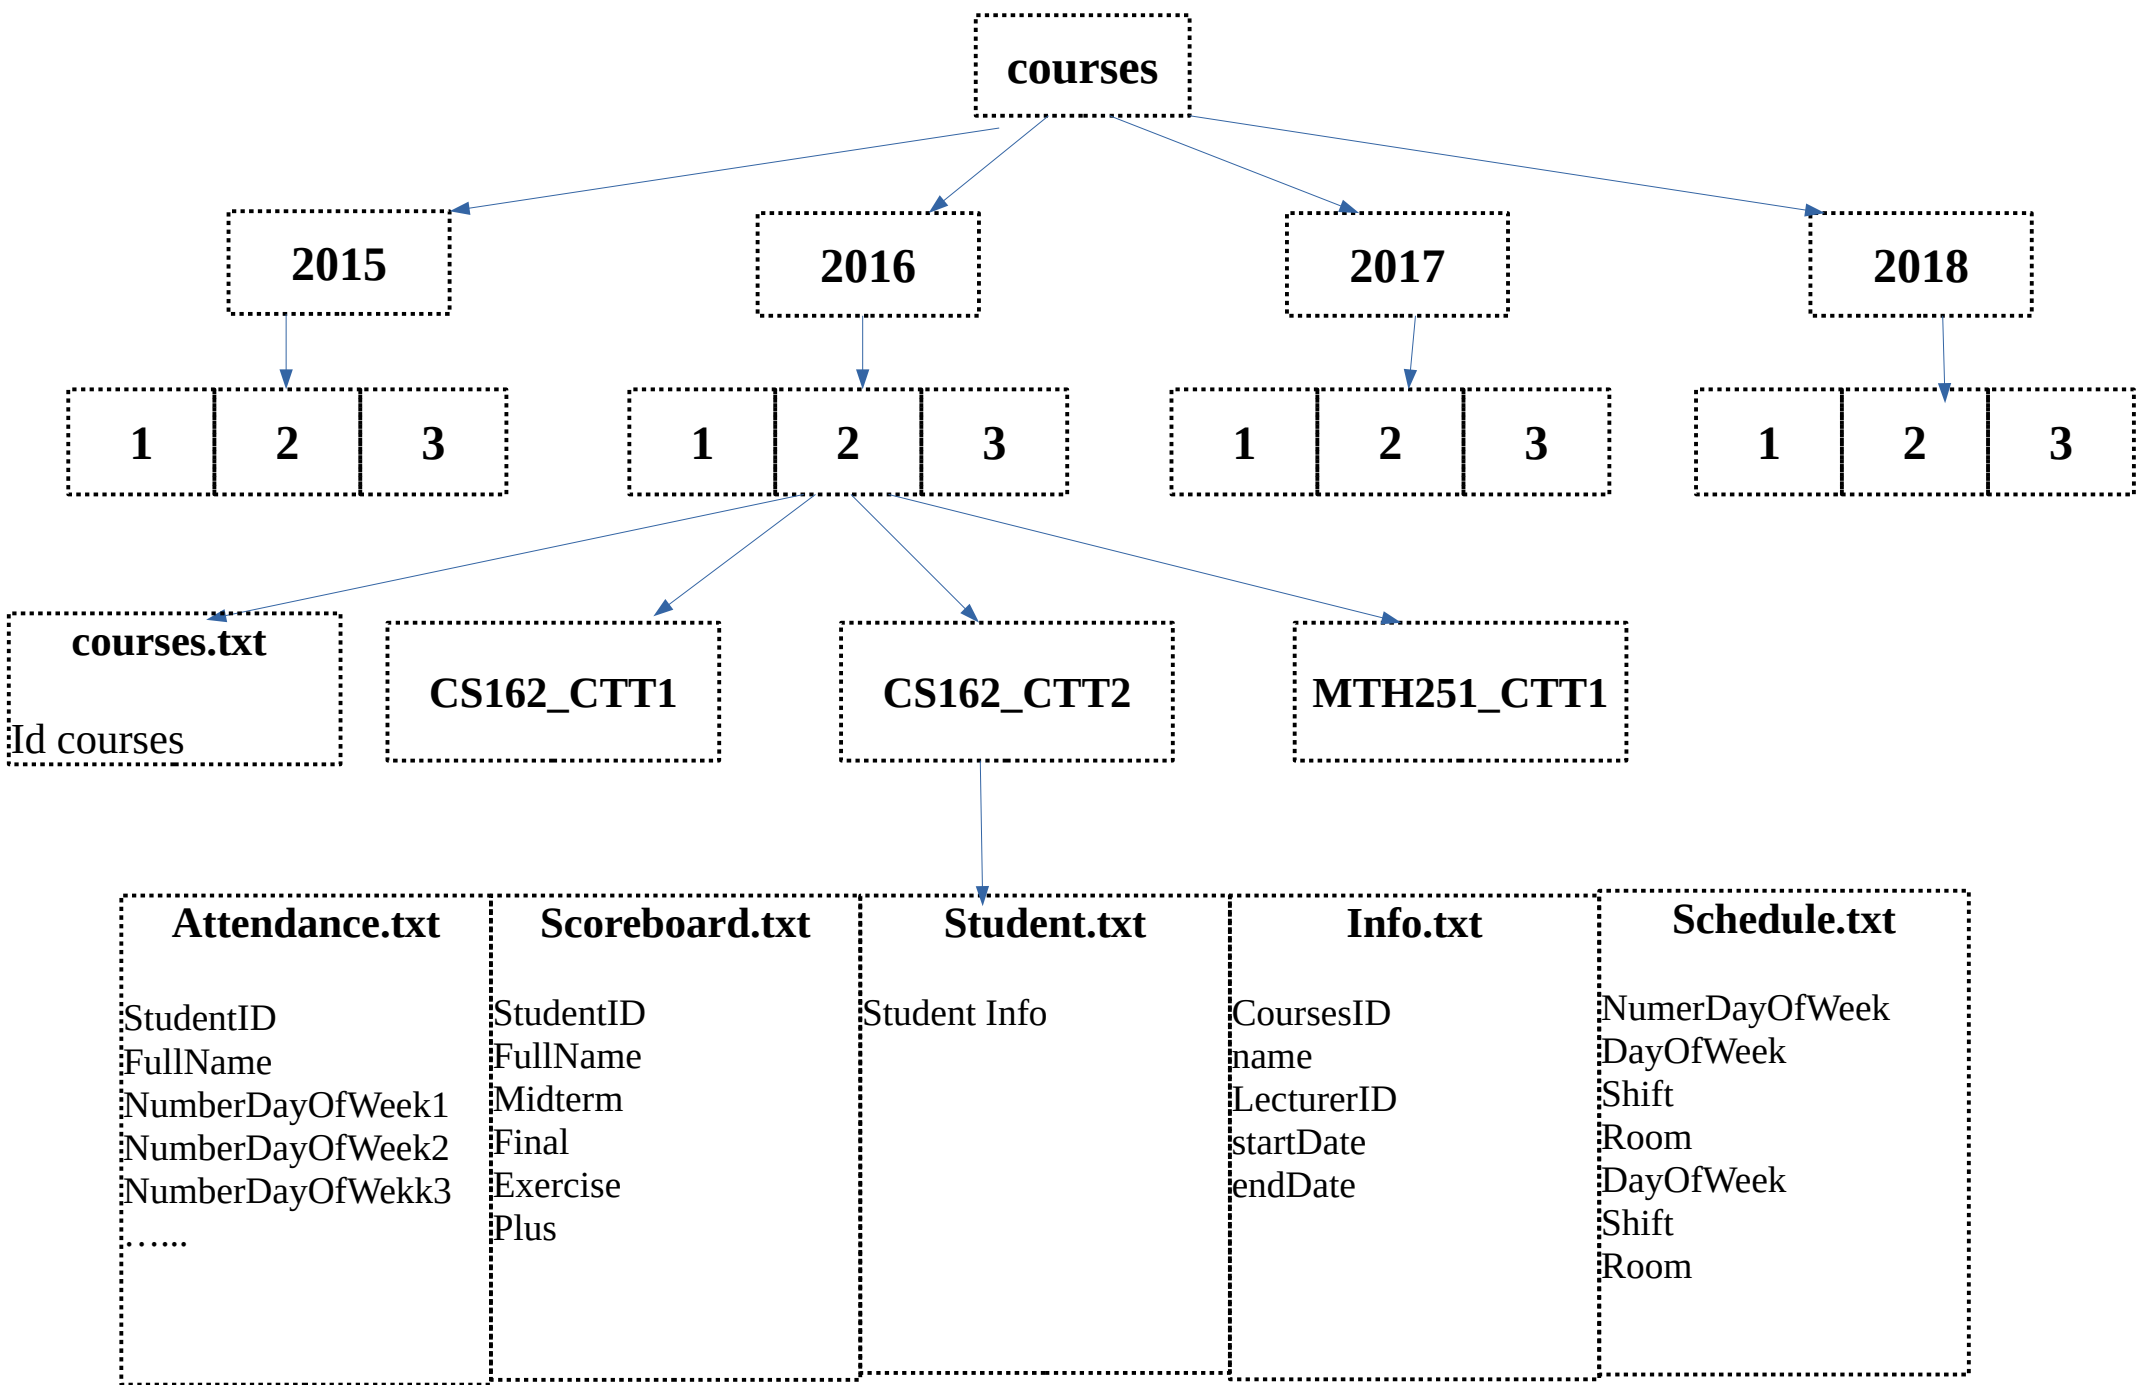 courses
2015
2016
2017
2018
1 2 3
1 2 3
1 2 3
1 2 3
courses.txt
Id courses
CS162_CTT1
CS162_CTT2
MTH251_CTT1
Attendance.txt
StudentID
FullName
NumberDayOfWeek1
NumberDayOfWeek2
NumberDayOfWekk3
…...
Scoreboard.txt
StudentID
FullName
Midterm
Final
Exercise
Plus
Student.txt
Student Info
Info.txt
CoursesID
name
LecturerID
startDate
endDate
Schedule.txt
NumerDayOfWeek
DayOfWeek
Shift
Room
DayOfWeek
Shift
Room